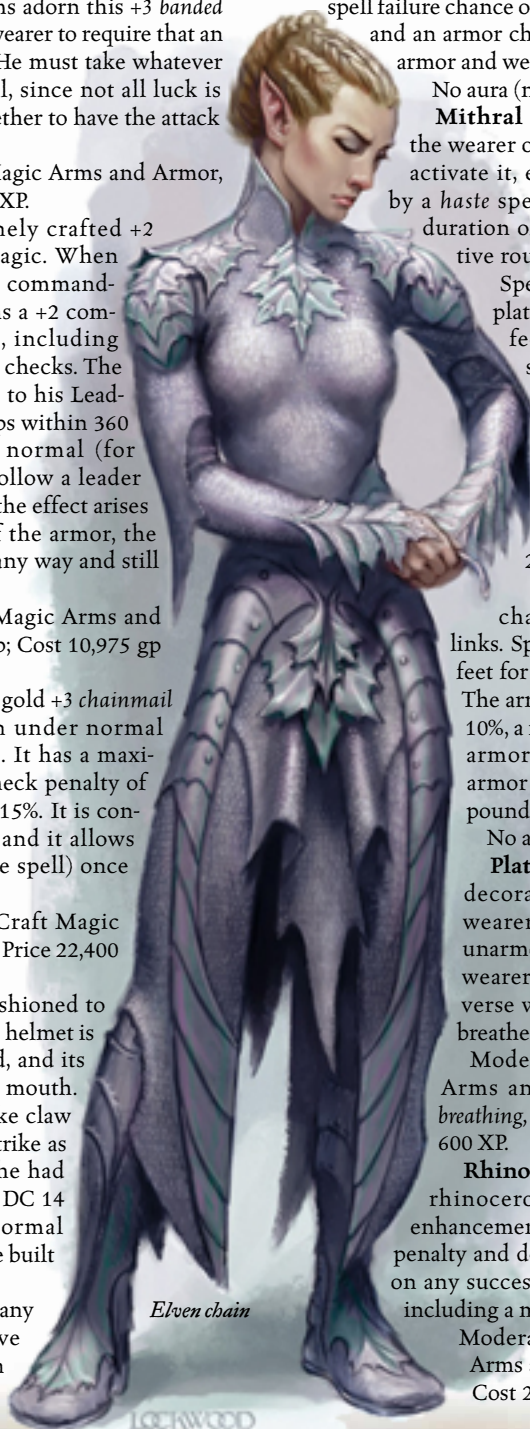 ns adorn this +3 banded
wearer to require that an
He must take whatever
l, since not all luck is
ether to have the attack
Magic Arms and Armor,
XP.
nely crafted +2
agic. When
command-
s a +2 com-
, including
checks. The
to his Lead-
ps within 360
normal (for
ollow a leader
the effect arises
f the armor, the
any way and still
Magic Arms and
p; Cost 10,975 gp
gold +3 chainmail
n under normal
. It has a maxi-
heck penalty of
15%. It is con-
and it allows
e spell) once
Craft Magic
Price 22,400
shioned to
helmet is
d, and its
mouth.
ke claw
trike as
he had
DC 14
ormal
e built
any
ve
n
Elven chain
LOCKWOOD
spell failure chance o
and an armor ch
armor and we
No aura (n
Mithral
the wearer o
activate it, e
by a haste spe
duration o
tive rou
Spe
plat
fe
s
2
cha
links. Sp
feet for
The arr
10%, a
armor
armor
pound
No a
Plat
decora
wearer
unarm
wearer
verse w
breathe
Mode
Arms an
breathing,
600 XP.
Rhino
rhinocero
enhancemen
penalty and d
on any succes
including a n
Modera
Arms
Cost 2